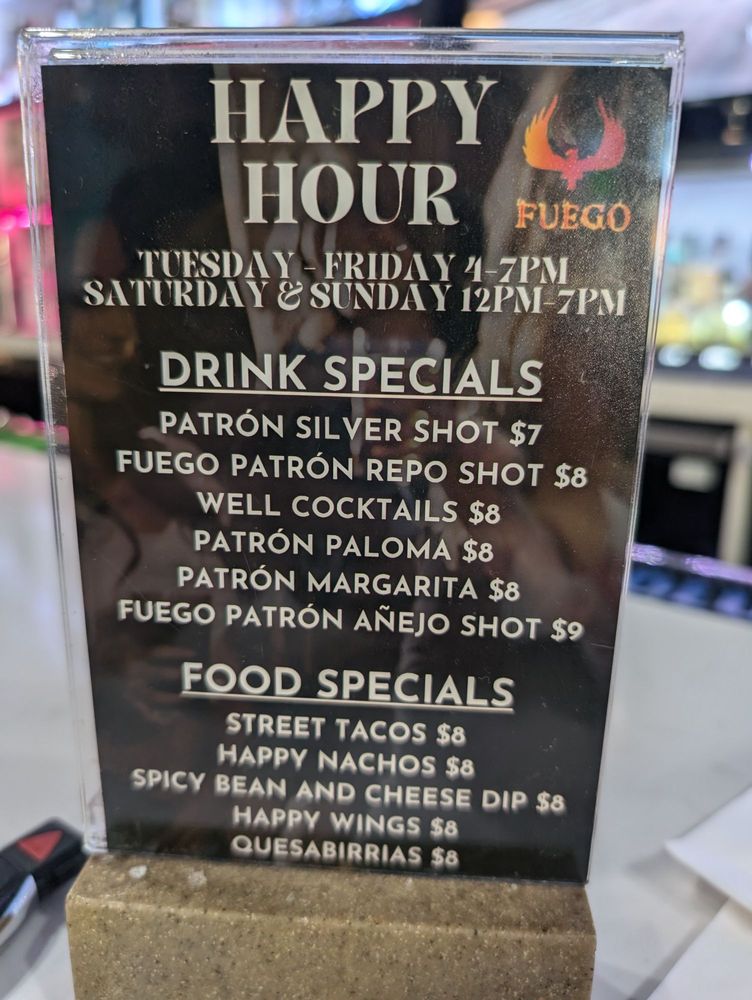 HAPPY
HOUR
FUEGO
TUESDAY - FRIDAY 4-7PM
SATURDAY & SUNDAY 12PM-7PM
DRINK SPECIALS
PATRÓN SILVER SHOT $7
FUEGO PATRÓN REPO SHOT $8
WELL COCKTAILS $8
PATRÓN PALOMA $8
PATRÓN MARGARITA $8
FUEGO PATRÓN AÑEJO SHOT $9
FOOD SPECIALS
STREET TACOS $8
HAPPY NACHOS $8
SPICY BEAN AND CHEESE DIP $8
HAPPY WINGS $8
QUESABIRRIAS $8